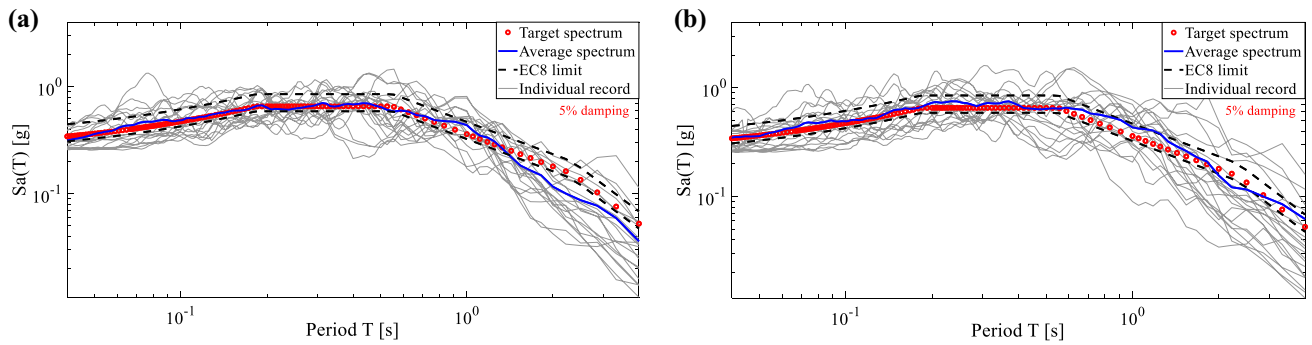 (a)
Target spectrum
Average spectrum
EC8 limit
Individual record
5% damping
10^0
10^-1
Sa(T) [g]
10^-1
10^0
Period T [s]
(b)
Target spectrum
Average spectrum
EC8 limit
Individual record
5% damping
10^0
10^-1
Sa(T) [g]
10^-1
10^0
Period T [s]